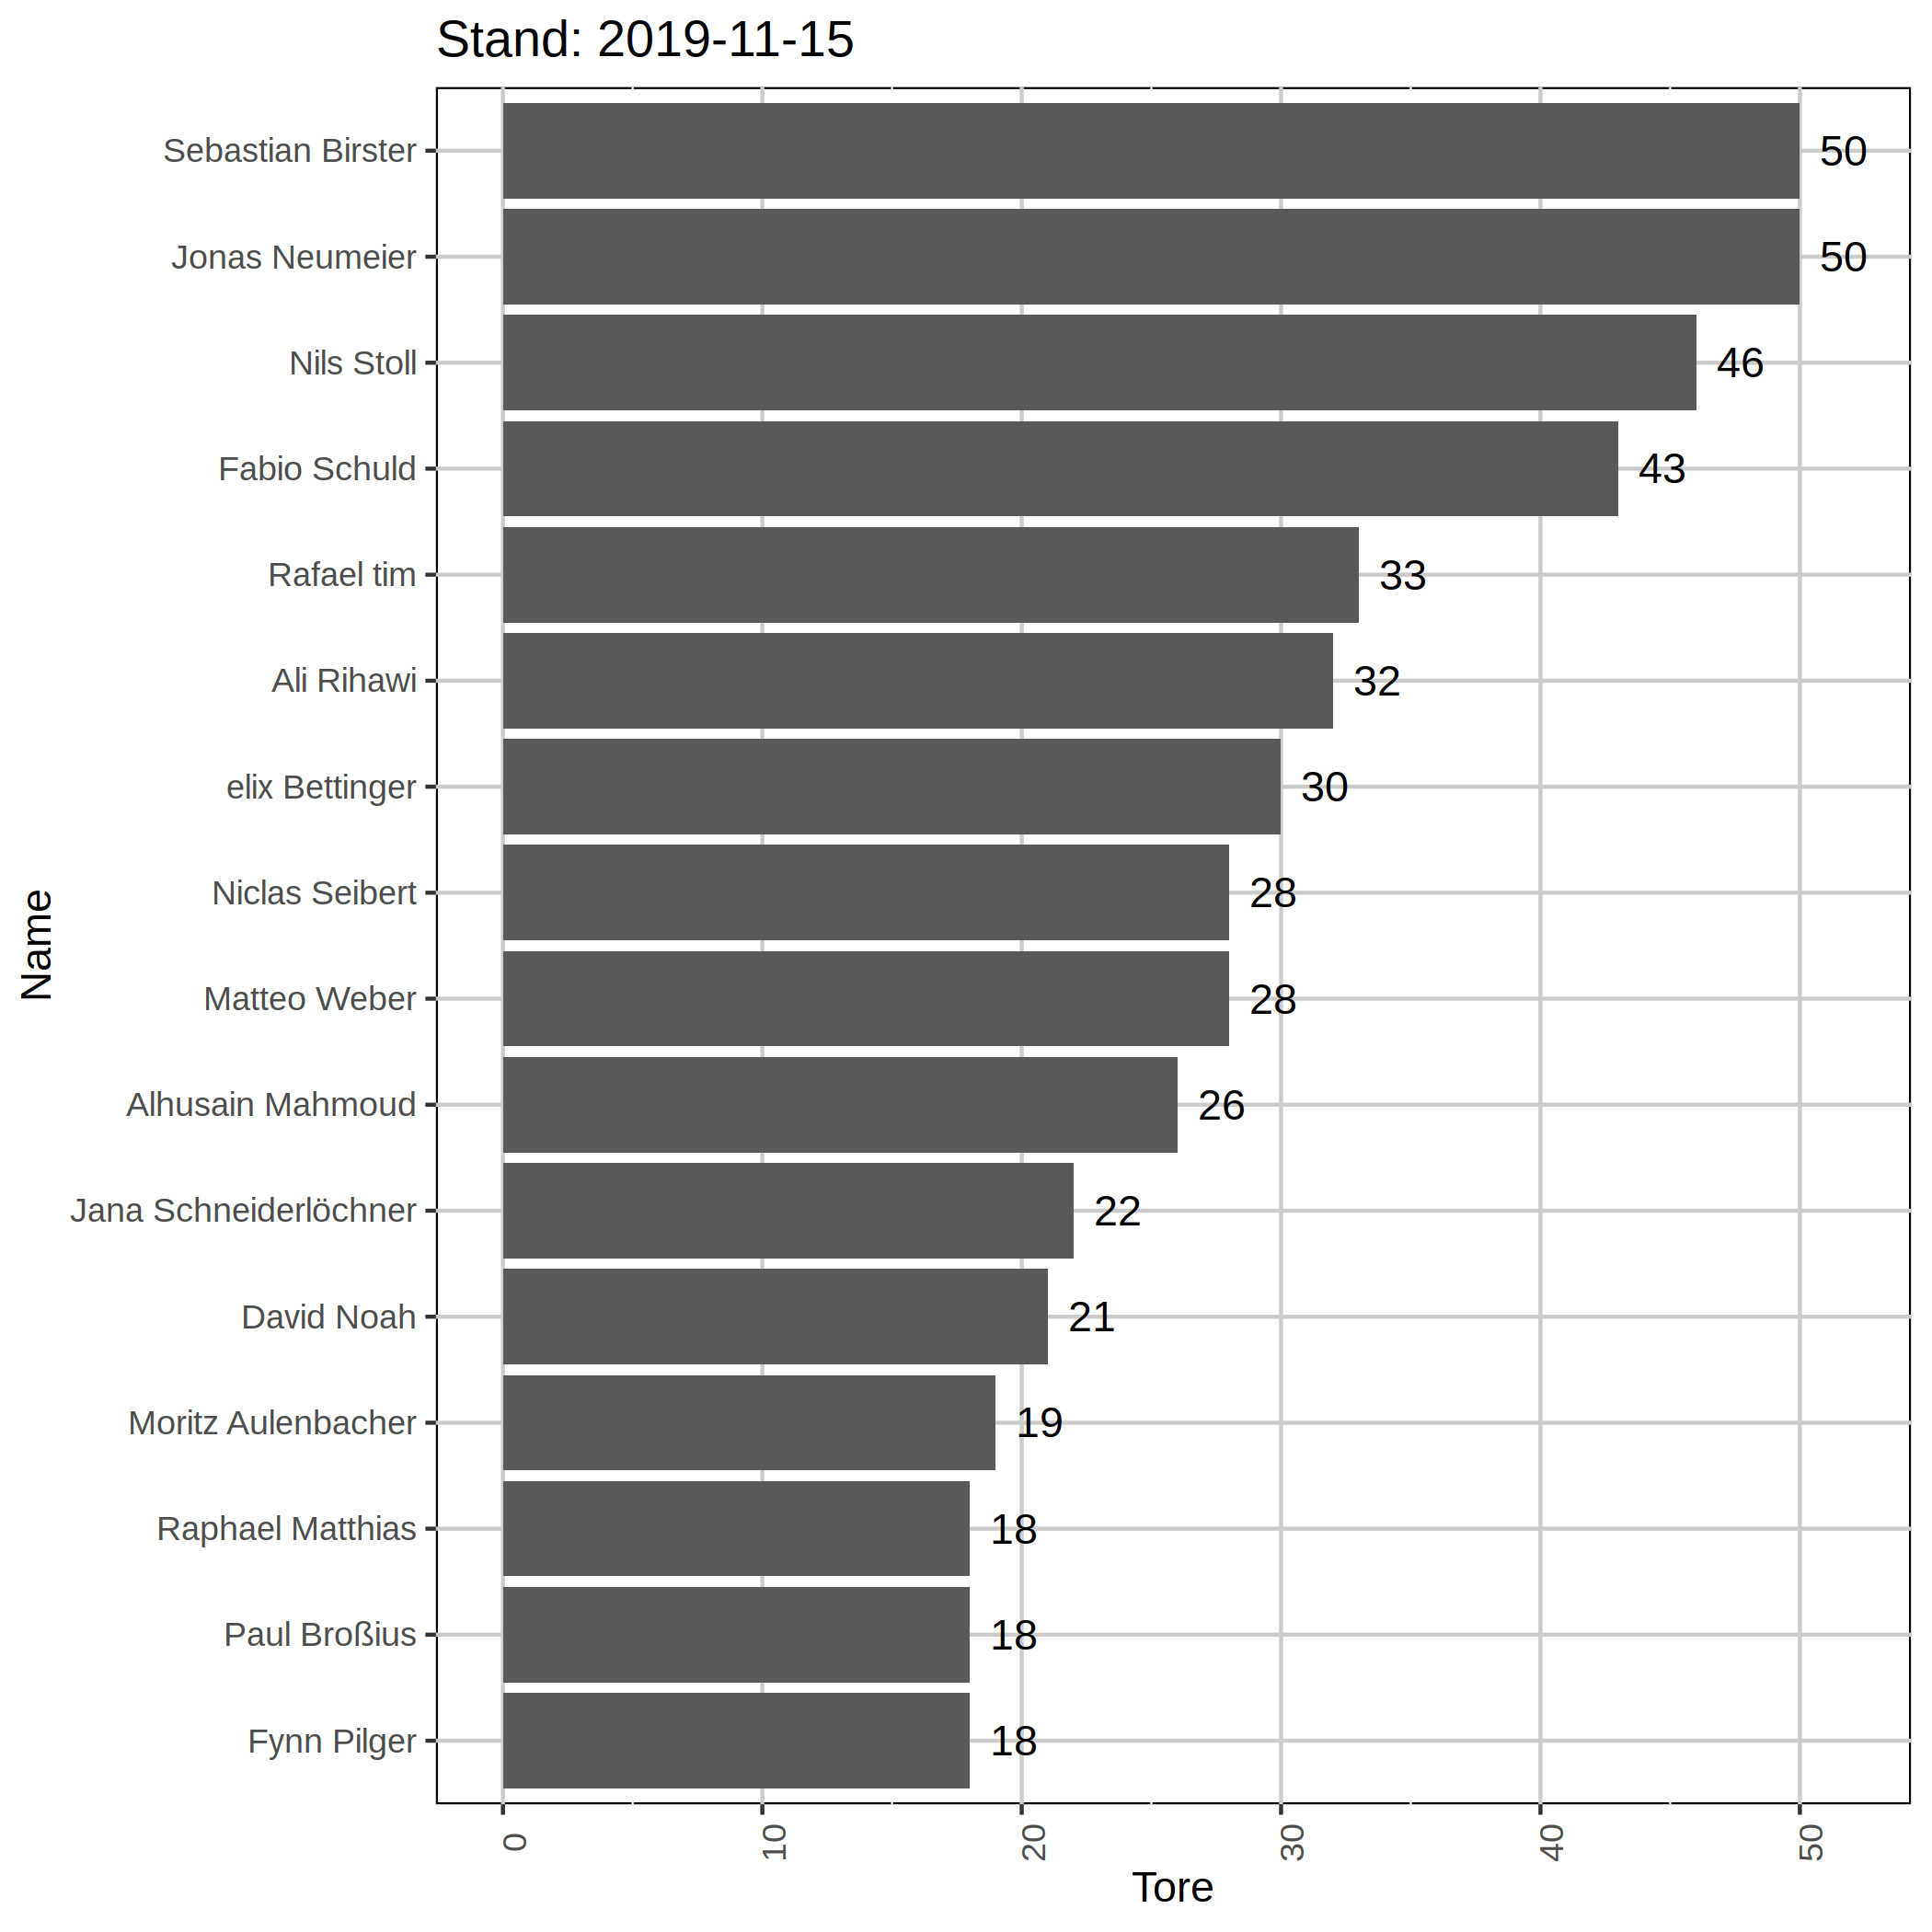 Stand: 2019-11-15
Sebastian Birster 50
Jonas Neumeier 50
Nils Stoll 46
Fabio Schuld 43
Rafael tim 33
Ali Rihawi 32
elix Bettinger 30
Niclas Seibert 28
Matteo Weber 28
Alhusain Mahmoud 26
Jana Schneiderlöchner 22
David Noah 21
Moritz Aulenbacher 19
Raphael Matthias 18
Paul Broßius 18
Fynn Pilger 18
Name
0 10 20 30 40 50
Tore